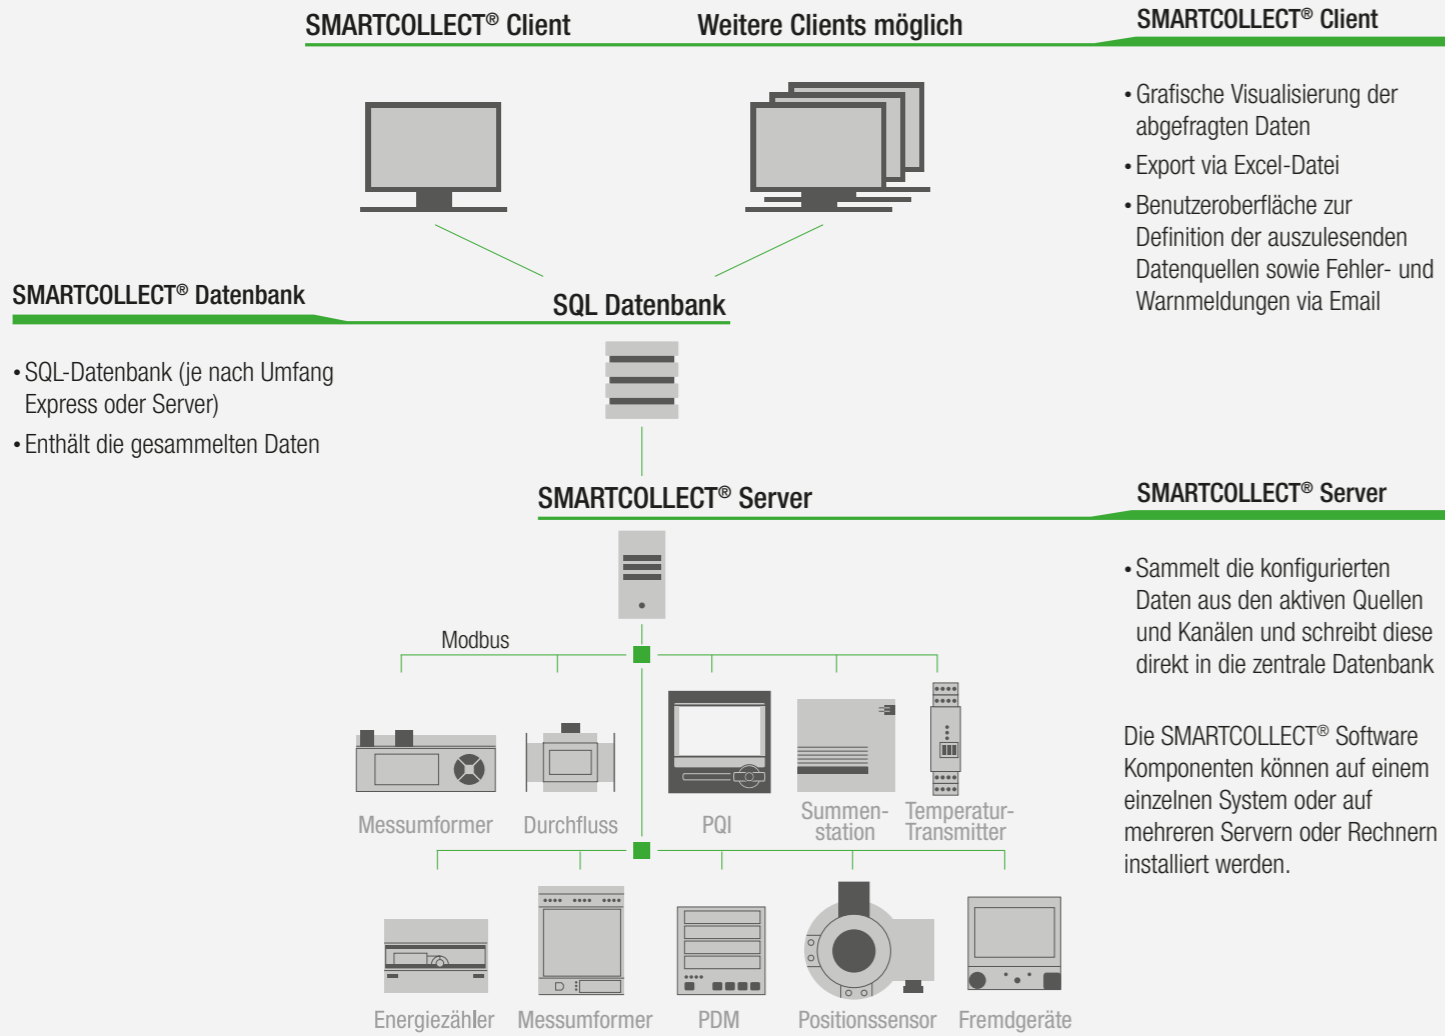 SMARTCOLLECT® Client
Weitere Clients möglich
SMARTCOLLECT® Client
• Grafische Visualisierung der
abgefragten Daten
• Export via Excel-Datei
• Benutzeroberfläche zur
Definition der auszulesenden
Datenquellen sowie Fehler- und
Warnmeldungen via Email
SMARTCOLLECT® Datenbank
• SQL-Datenbank (je nach Umfang
Express oder Server)
• Enthält die gesammelten Daten
SQL Datenbank
SMARTCOLLECT® Server
SMARTCOLLECT® Server
• Sammelt die konfigurierten
Daten aus den aktiven Quellen
und Kanälen und schreibt diese
direkt in die zentrale Datenbank
Die SMARTCOLLECT® Software
Komponenten können auf einem
einzelnen System oder auf
mehreren Servern oder Rechnern
installiert werden.
Modbus
Messumformer
Durchfluss
PQI
Summen-
station
Temperatur-
Transmitter
Energiezähler
Messumformer
PDM
Positionssensor
Fremdgeräte